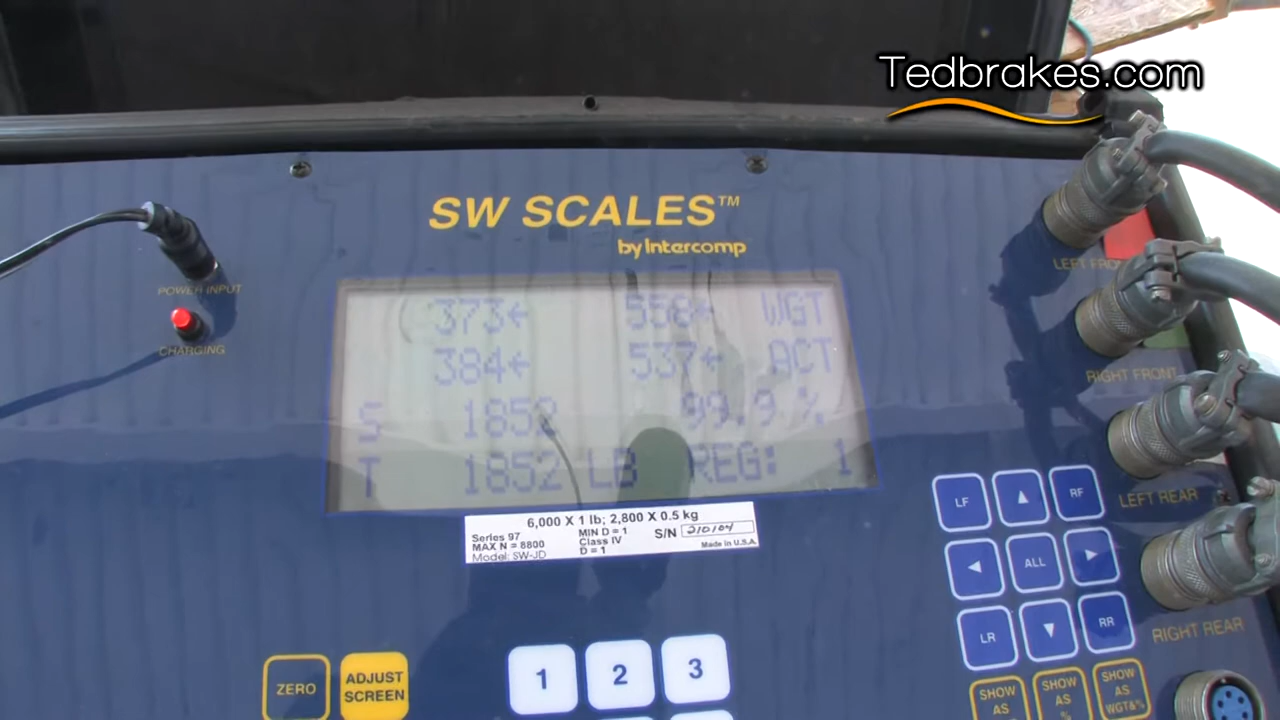 Tedbrakes.com
SW SCALES™
by Intercomp
POWER INPUT
CHARGING
373← 558← WGT
384← 537← ACT
S 1852 99.9 %
T 1852 LB REG: 1
6,000 X 1 lb; 2,800 X 0.5 kg
Series 97 MIN D = 1 S/N 210104
MAX N = 8800 Class IV
Model: SW-JD D = 1 Made in U.S.A.
LEFT FRONT
RIGHT FRONT
LEFT REAR
RIGHT REAR
LF ▲ RF
◀ ALL ▶
LR ▼ RR
ZERO
ADJUST
SCREEN
1 2 3
SHOW
AS
SHOW
AS
%
SHOW
AS
WGT&%